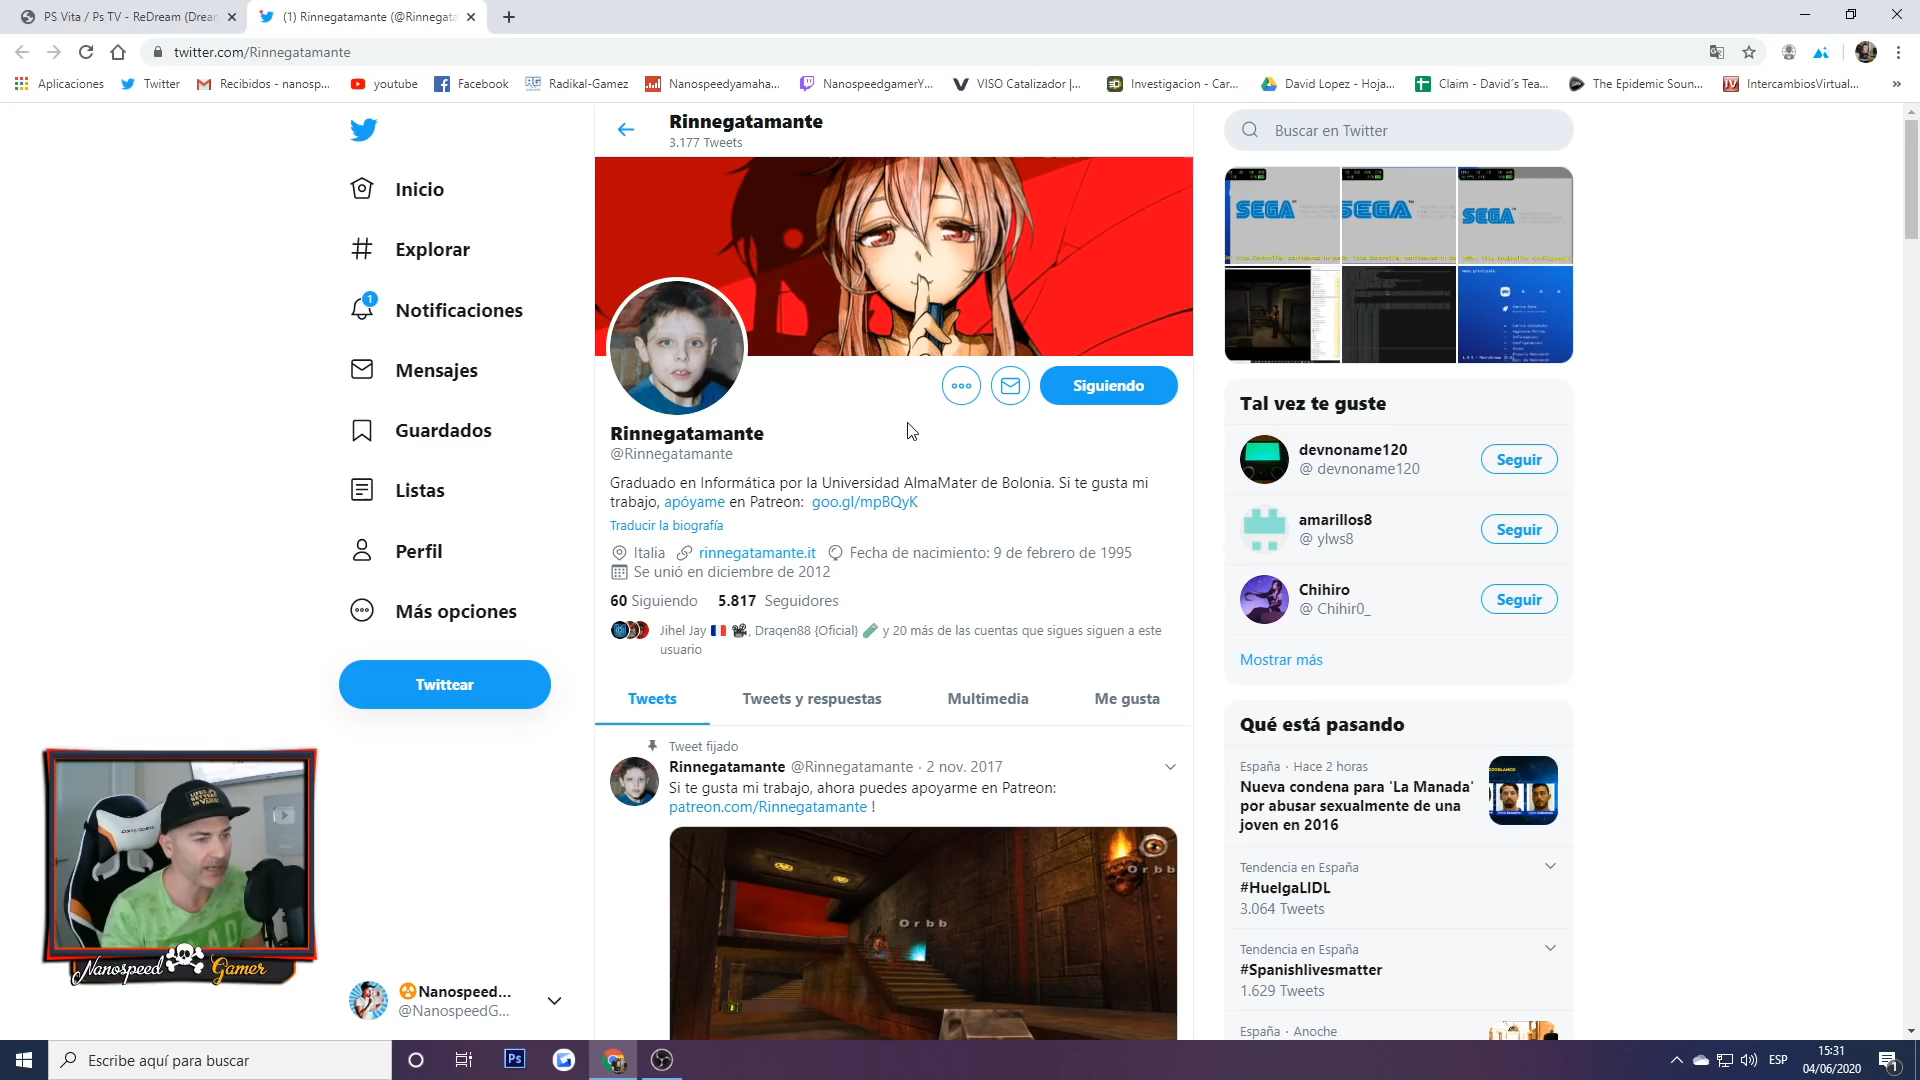 PS Vita / Ps TV - ReDream (Drean
(1) Rinnegatamante (@Rinnegata
twitter.com/Rinnegatamante
Aplicaciones
Twitter
Recibidos - nanosp...
youtube
Facebook
Radikal-Gamez
Nanospeedyamaha...
NanospeedgamerY...
VISO Catalizador |...
Investigacion - Car...
David Lopez - Hoja...
Claim - David´s Tea...
The Epidemic Soun...
IntercambiosVirtual...
Rinnegatamante
3.177 Tweets
Buscar en Twitter
Inicio
Explorar
1
Notificaciones
Mensajes
Guardados
Listas
Perfil
Más opciones
Twittear
SEGA
SEGA
SEGA
Siguiendo
Rinnegatamante
@Rinnegatamante
Graduado en Informática por la Universidad AlmaMater de Bolonia. Si te gusta mi
trabajo, apóyame en Patreon: goo.gl/mpBQyK
Traducir la biografía
Italia rinnegatamante.it Fecha de nacimiento: 9 de febrero de 1995
Se unió en diciembre de 2012
60 Siguiendo 5.817 Seguidores
Jihel Jay , Draqen88 {Oficial} y 20 más de las cuentas que sigues siguen a este
usuario
Tweets
Tweets y respuestas
Multimedia
Me gusta
Tweet fijado
Rinnegatamante @Rinnegatamante · 2 nov. 2017
Si te gusta mi trabajo, ahora puedes apoyarme en Patreon:
patreon.com/Rinnegatamante !
Orbb
Orbb
Tal vez te guste
devnoname120
@ devnoname120
Seguir
amarillos8
@ ylws8
Seguir
Chihiro
@ Chihir0_
Seguir
Mostrar más
Qué está pasando
España · Hace 2 horas
Nueva condena para 'La Manada'
por abusar sexualmente de una
joven en 2016
Tendencia en España
#HuelgaLIDL
3.064 Tweets
Tendencia en España
#Spanishlivesmatter
1.629 Tweets
España · Anoche
Nanospeed Gamer
Nanospeed...
@NanospeedG...
Escribe aquí para buscar
Ps
ESP
15:31
04/06/2020
1